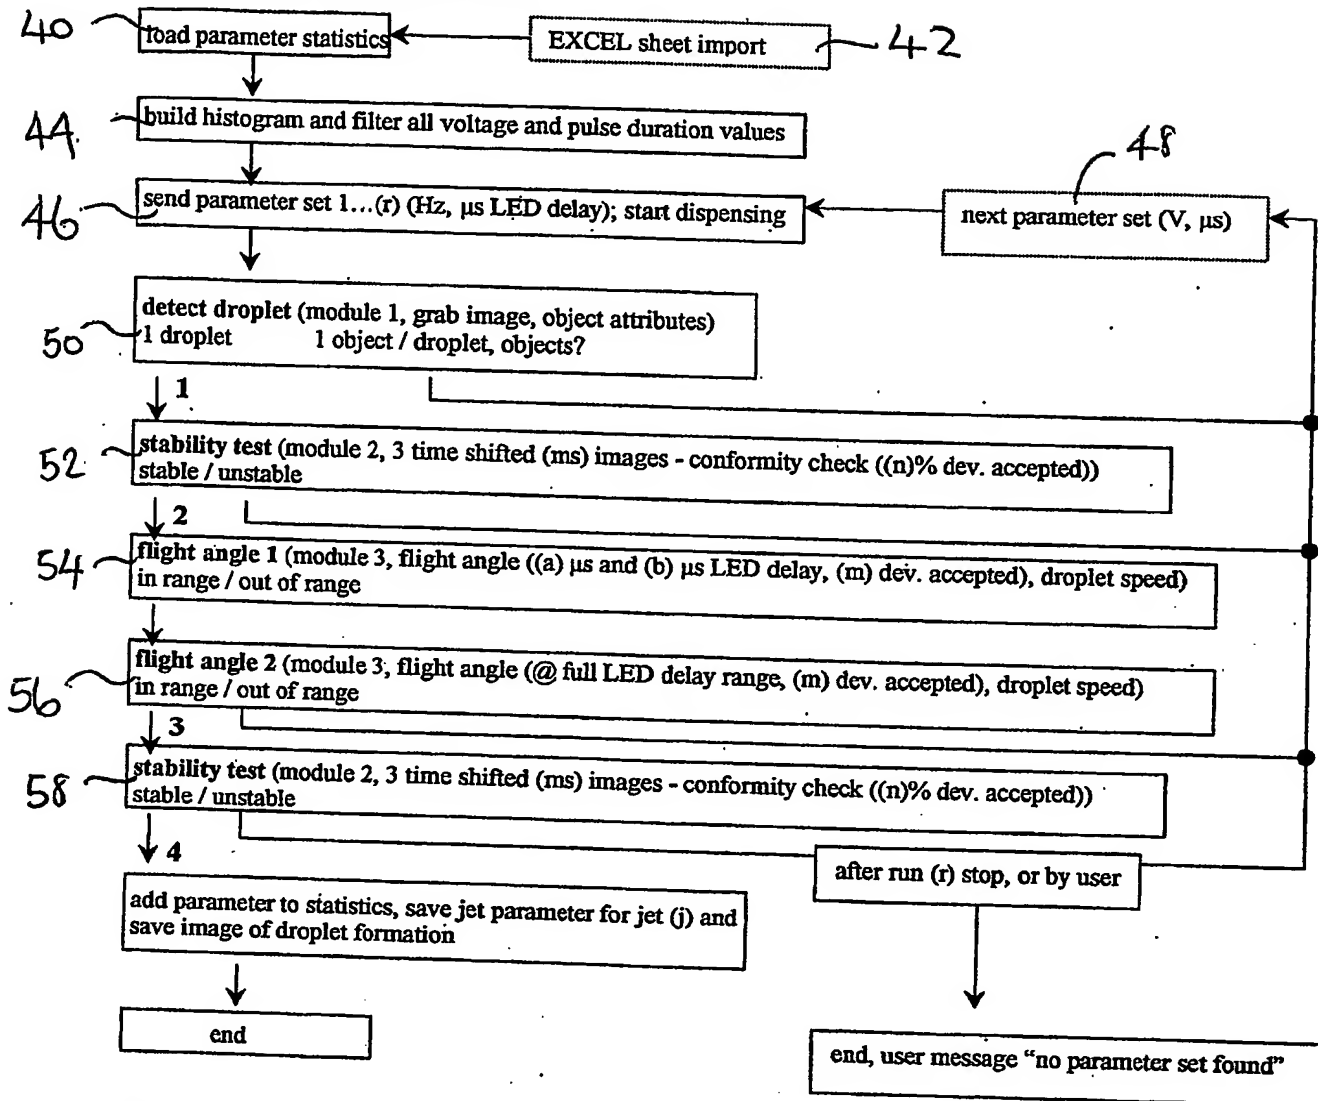 40
load parameter statistics
EXCEL sheet import
42
44
build histogram and filter all voltage and pulse duration values
48
46
send parameter set 1...(r) (Hz, µs LED delay); start dispensing
next parameter set (V, µs)
50
detect droplet (module 1, grab image, object attributes)
1 droplet 1 object / droplet, objects?
1
52
stability test (module 2, 3 time shifted (ms) images - conformity check ((n)% dev. accepted))
stable / unstable
2
54
flight angle 1 (module 3, flight angle ((a) µs and (b) µs LED delay, (m) dev. accepted), droplet speed)
in range / out of range
56
flight angle 2 (module 3, flight angle (@ full LED delay range, (m) dev. accepted), droplet speed)
in range / out of range
3
58
stability test (module 2, 3 time shifted (ms) images - conformity check ((n)% dev. accepted))
stable / unstable
4
after run (r) stop, or by user
add parameter to statistics, save jet parameter for jet (j) and
save image of droplet formation
end
end, user message "no parameter set found"